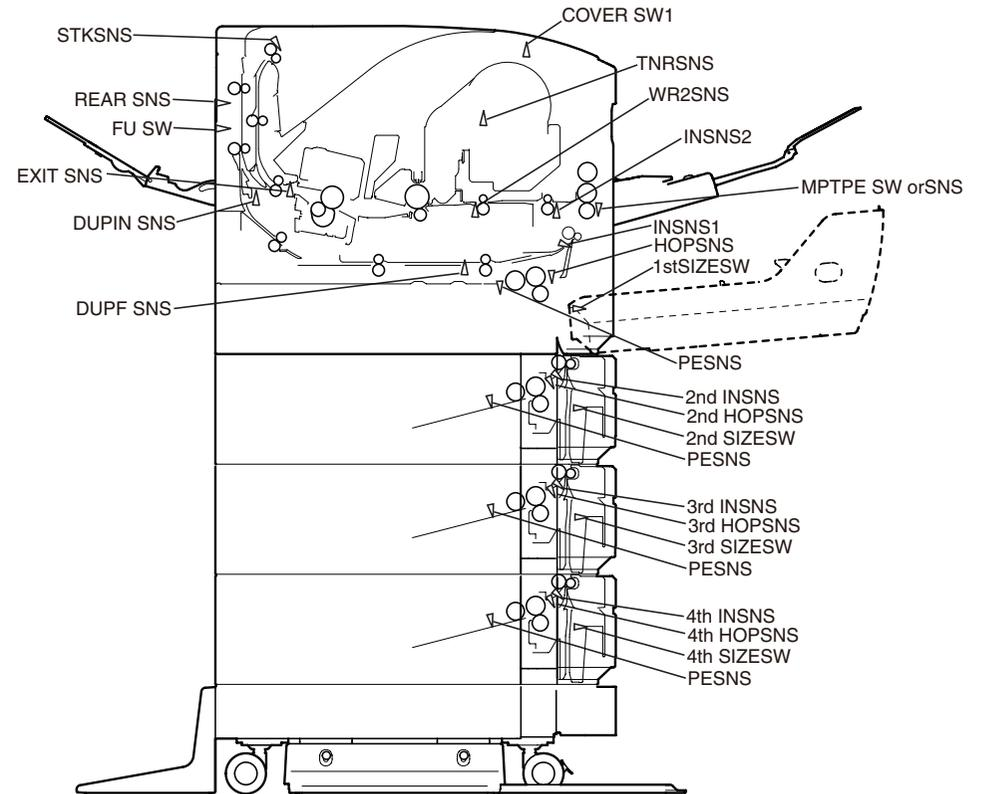 COVER SW1
STKSNS
TNRSNS
WR2SNS
REAR SNS
FU SW
INSNS2
EXIT SNS
MPTPE SW orSNS
DUPIN SNS
INSNS1
HOPSNS
1stSIZESW
DUPF SNS
PESNS
2nd INSNS
2nd HOPSNS
2nd SIZESW
PESNS
3rd INSNS
3rd HOPSNS
3rd SIZESW
PESNS
4th INSNS
4th HOPSNS
4th SIZESW
PESNS